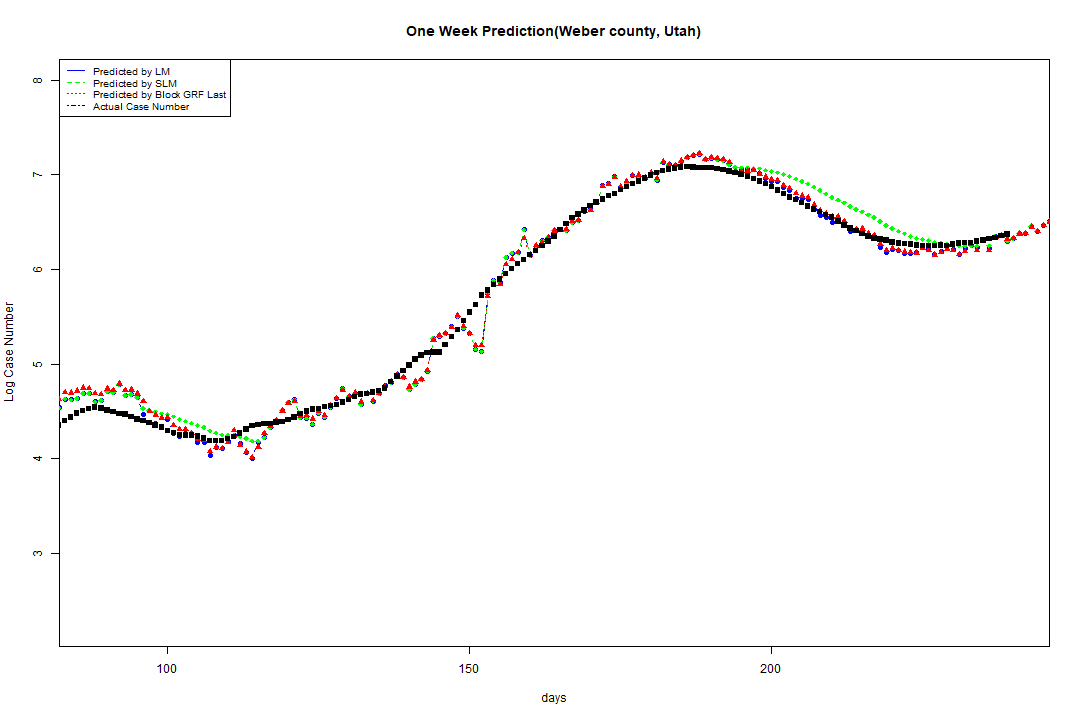 One Week Prediction(Weber county, Utah)
Predicted by LM
Predicted by SLM
Predicted by Block GRF Last
Actual Case Number
Log Case Number
8
7
6
5
4
3
100 150 200
days